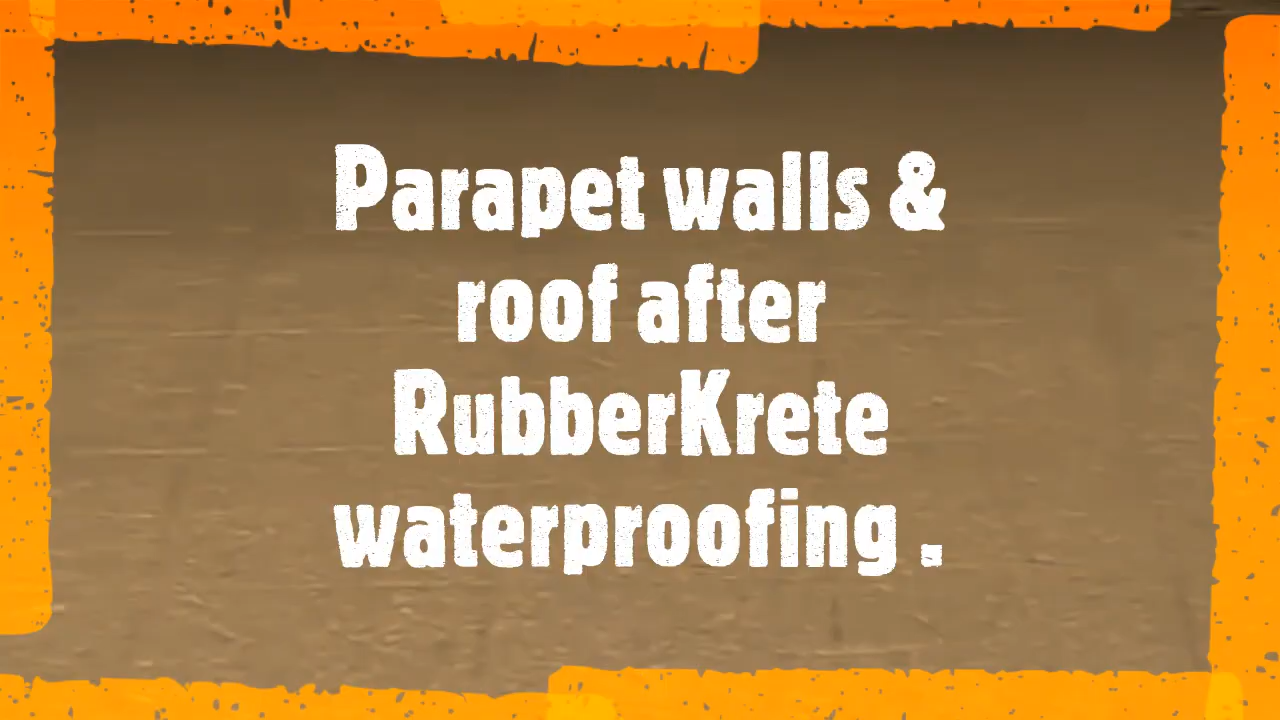 Parapet walls &
roof after
RubberKrete
waterproofing .